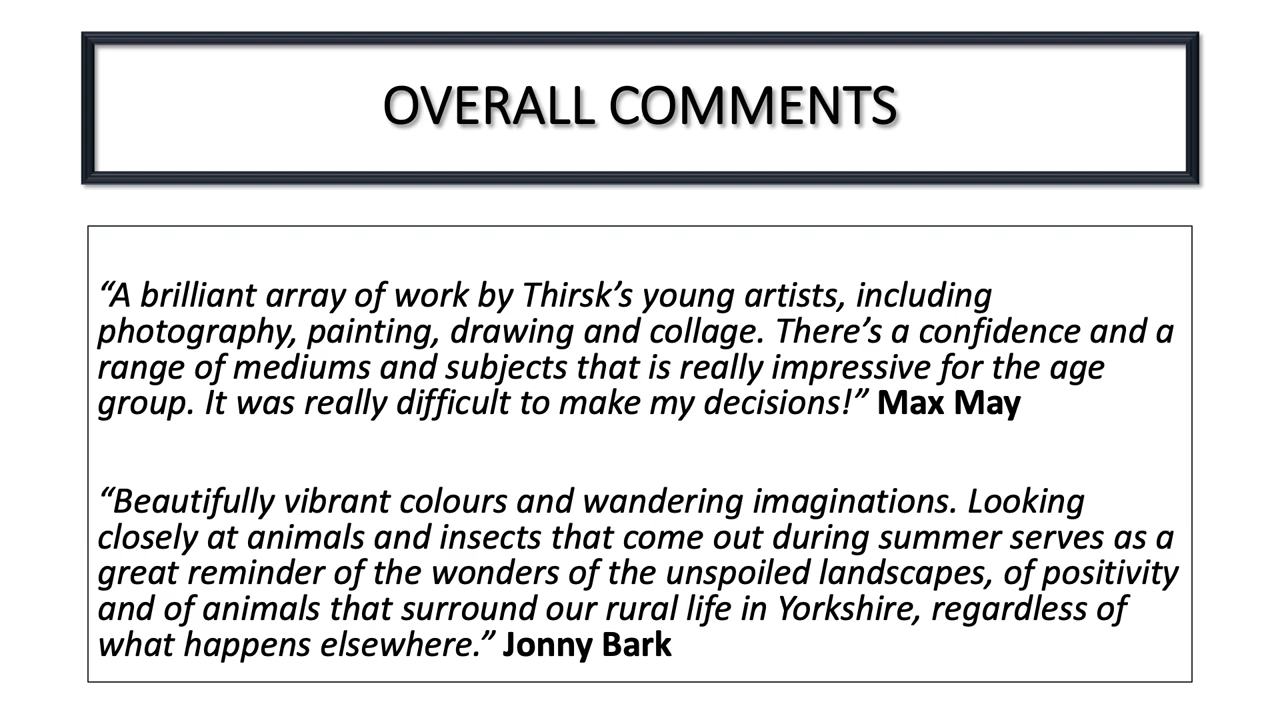 OVERALL COMMENTS
“A brilliant array of work by Thirsk’s young artists, including
photography, painting, drawing and collage. There’s a confidence and a
range of mediums and subjects that is really impressive for the age
group. It was really difficult to make my decisions!” Max May
“Beautifully vibrant colours and wandering imaginations. Looking
closely at animals and insects that come out during summer serves as a
great reminder of the wonders of the unspoiled landscapes, of positivity
and of animals that surround our rural life in Yorkshire, regardless of
what happens elsewhere.” Jonny Bark